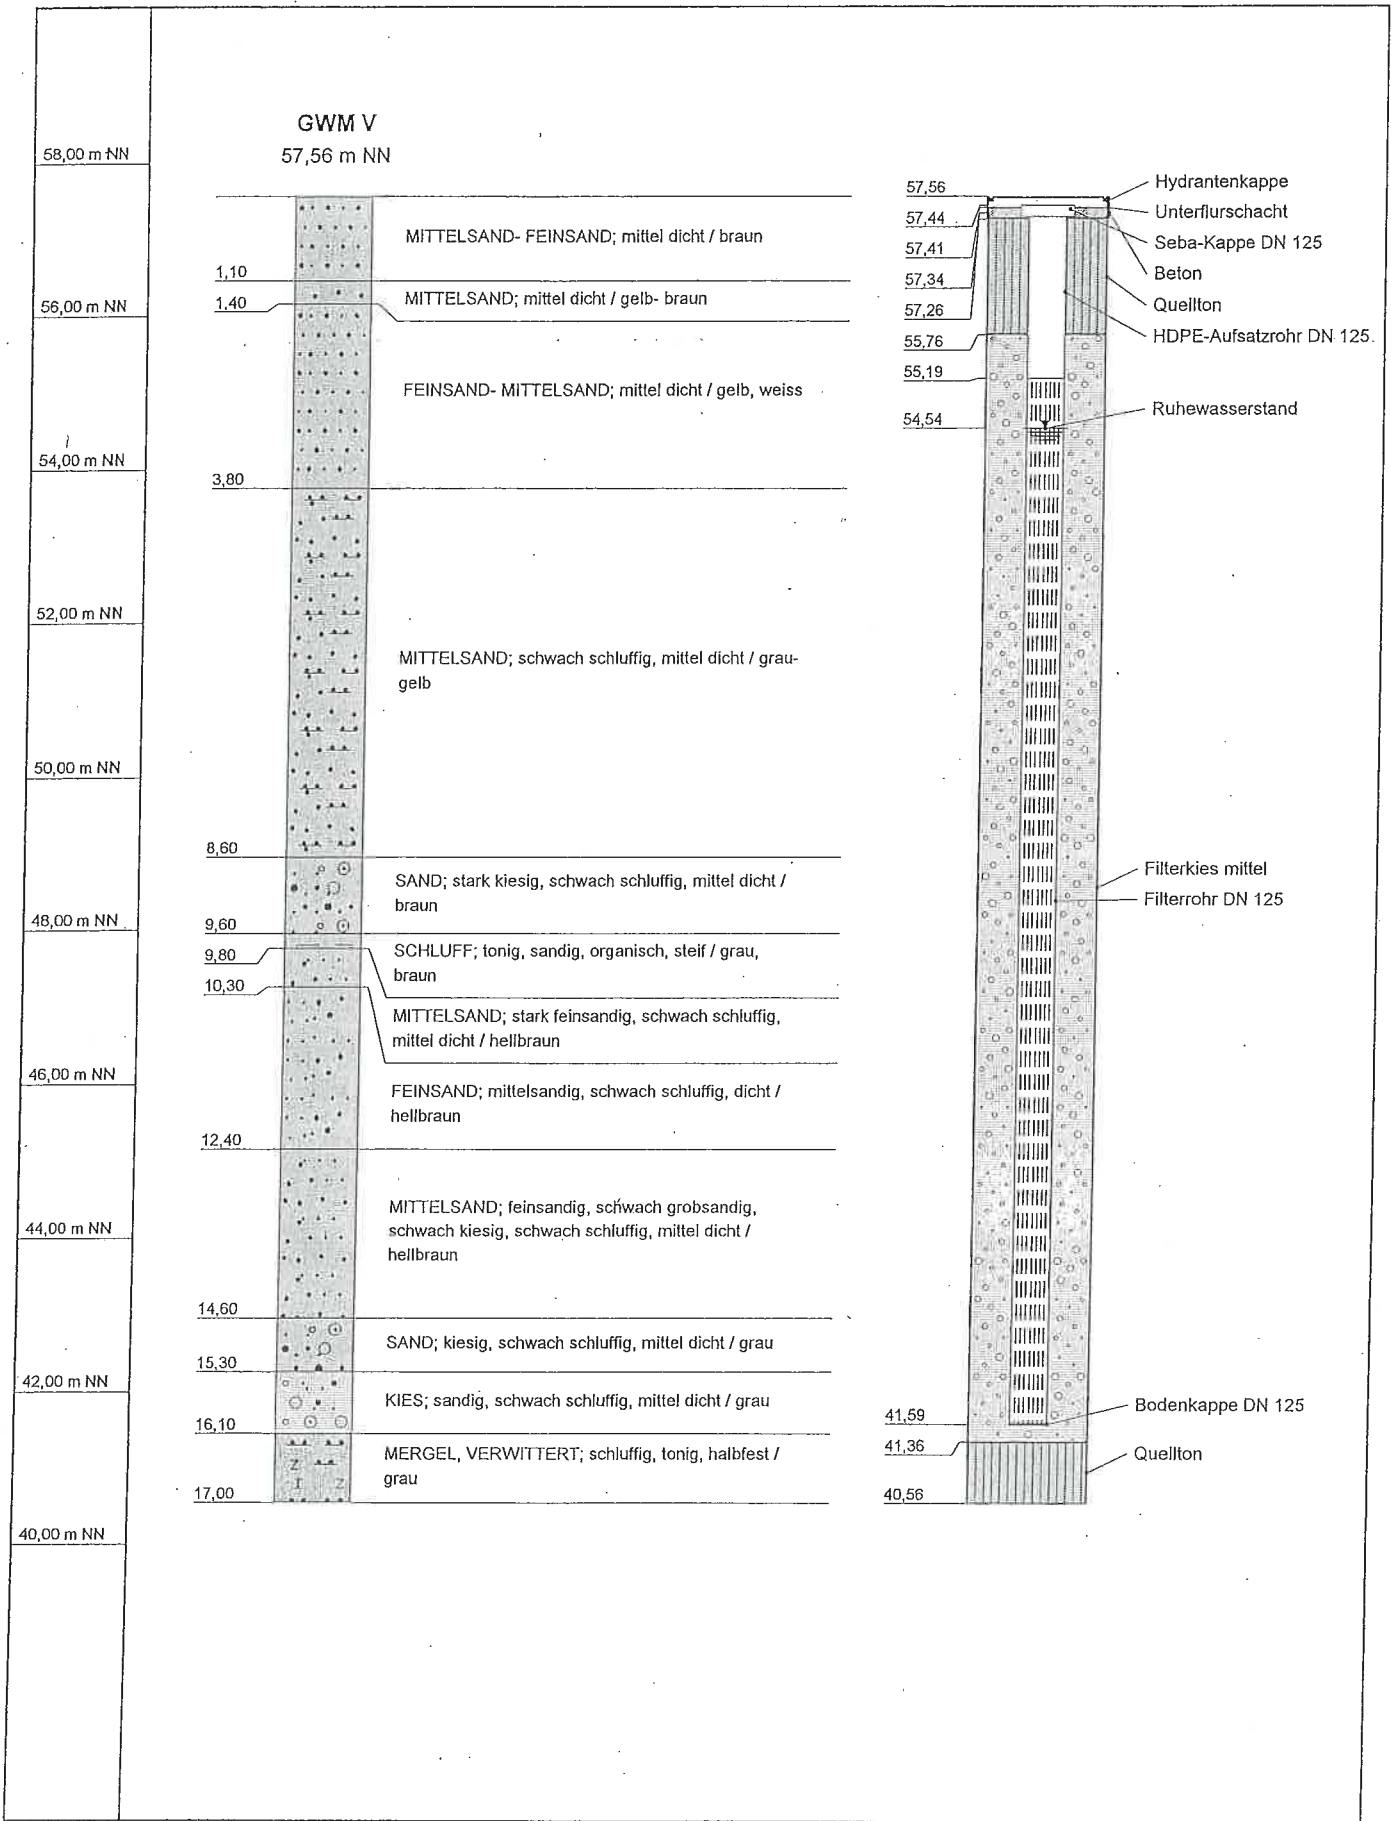 GWM V
57,56 m NN
58,00 m NN
56,00 m NN
54,00 m NN
52,00 m NN
50,00 m NN
48,00 m NN
46,00 m NN
44,00 m NN
42,00 m NN
40,00 m NN
MITTELSAND- FEINSAND; mittel dicht / braun
1,10
MITTELSAND; mittel dicht / gelb- braun
1,40
FEINSAND- MITTELSAND; mittel dicht / gelb, weiss
3,80
MITTELSAND; schwach schluffig, mittel dicht / grau-
gelb
8,60
SAND; stark kiesig, schwach schluffig, mittel dicht /
braun
9,60
SCHLUFF; tonig, sandig, organisch, steif / grau,
braun
9,80
MITTELSAND; stark feinsandig, schwach schluffig,
mittel dicht / hellbraun
10,30
FEINSAND; mittelsandig, schwach schluffig, dicht /
hellbraun
12,40
MITTELSAND; feinsandig, schwach grobsandig,
schwach kiesig, schwach schluffig, mittel dicht /
hellbraun
14,60
SAND; kiesig, schwach schluffig, mittel dicht / grau
15,30
KIES; sandig, schwach schluffig, mittel dicht / grau
16,10
MERGEL, VERWITTERT; schluffig, tonig, halbfest /
grau
Z
I Z
17,00
57,56
57,44
57,41
57,34
57,26
55,76
55,19
54,54
41,59
41,36
40,56
Hydrantenkappe
Unterflurschacht
Seba-Kappe DN 125
Beton
Quellton
HDPE-Aufsatzrohr DN 125
Ruhewasserstand
Filterkies mittel
Filterrohr DN 125
Bodenkappe DN 125
Quellton